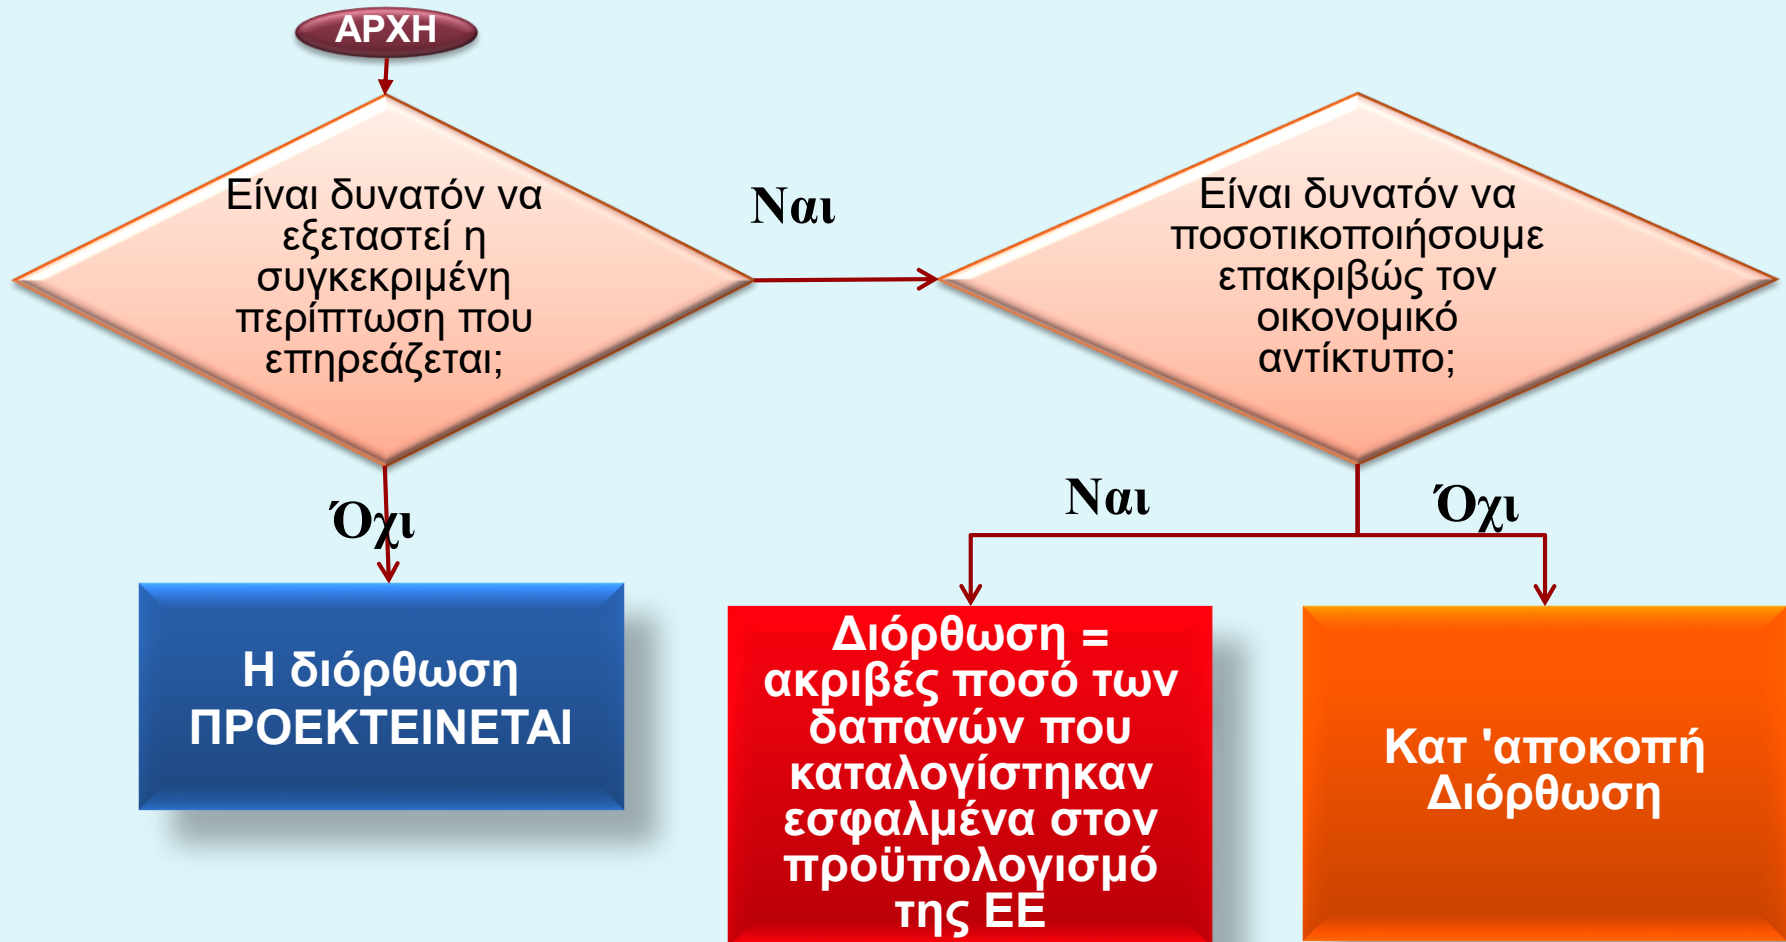 ΑΡΧΗ
Είναι δυνατόν να
εξεταστεί η
συγκεκριμένη
περίπτωση που
επηρεάζεται;
Ναι
Είναι δυνατόν να
ποσοτικοποιήσουμε
επακριβώς τον
οικονομικό
αντίκτυπο;
Όχι
Ναι
Όχι
Η διόρθωση
ΠΡΟΕΚΤΕΙΝΕΤΑΙ
Διόρθωση =
ακριβές ποσό των
δαπανών που
καταλογίστηκαν
εσφαλμένα στον
προϋπολογισμό
της ΕΕ
Κατ 'αποκοπή
Διόρθωση